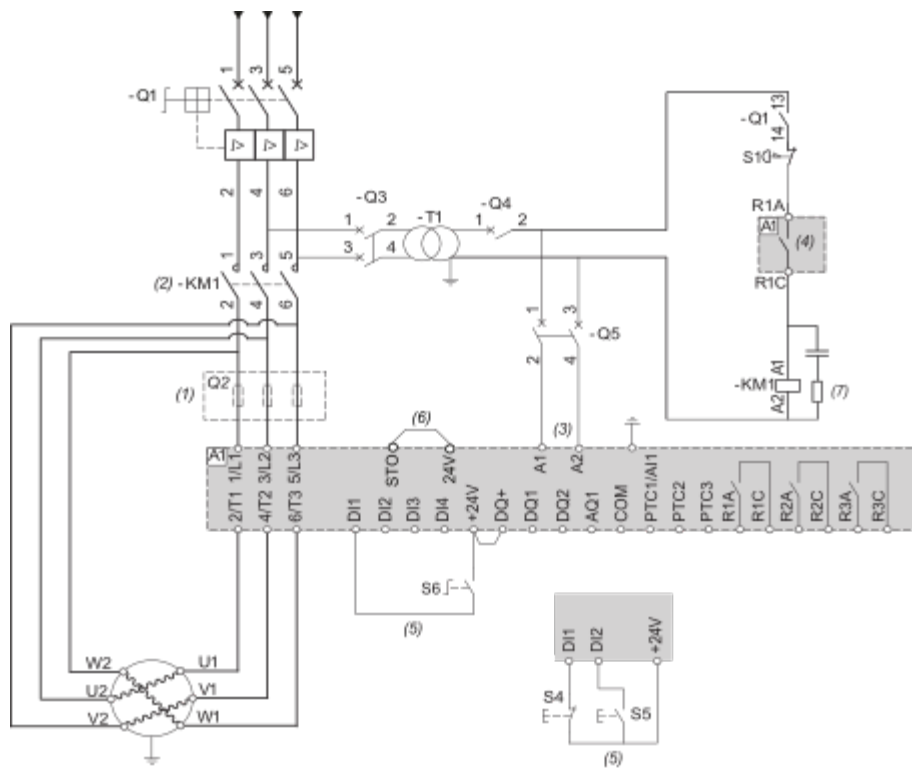 1 3 5
-Q1
I> I> I>
2 4 6
-Q3
1 2
3 4
-T1
-Q4
1 2
13
-Q1
14
S1
R1A
A1 (4)
R1C
1 3 5
(2) -KM1
2 4 6
1 3
-Q5
2 4
A1
-KM1
A2
(7)
(1) Q2
(6)
(3)
A1 1/L1 3/L2 5/L3 STO 24V A1 A2
2/T1 4/T2 6/T3 DI1 DI2 DI3 DI4 +24V DQ+ DQ1 DQ2 AQ1 COM PTC1/AI1 PTC2 PTC3 R1A R1C R2A R2C R3A R3C
S6
(5)
DI1 DI2 +24V
S4 S5
(5)
W2 U1
U2 V1
V2 W1